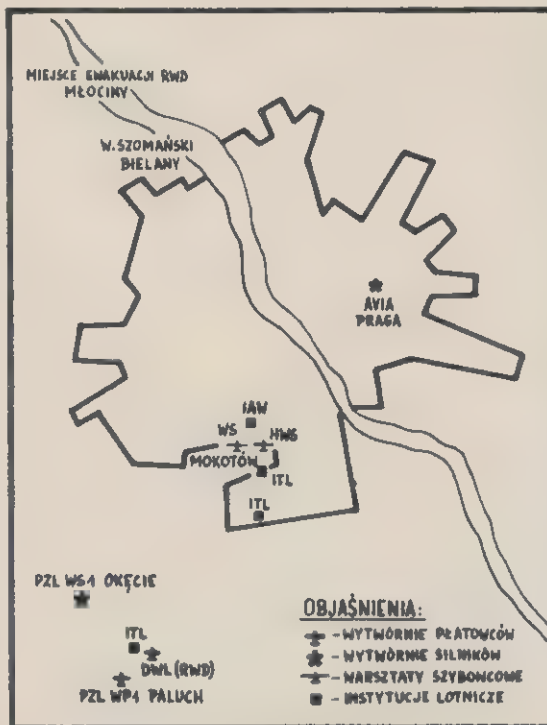 MIEJSCE EWAKUACJI RWD
MŁOCINY
W.SZOMAŃSKI
BIELANY
AVIA
PRAGA
IAW
WS
HWS
MOKOTÓW
ITL
ITL
PZL WS1 OKĘCIE
ITL
DWL (RWD)
PZL WP1 PALUCH
OBJAŚNIENIA:
- WYTWÓRNIE PŁATOWCÓW
- WYTWÓRNIE SILNIKÓW
- WARSZTATY SZYBOWCOWE
- INSTYTUCJE LOTNICZE